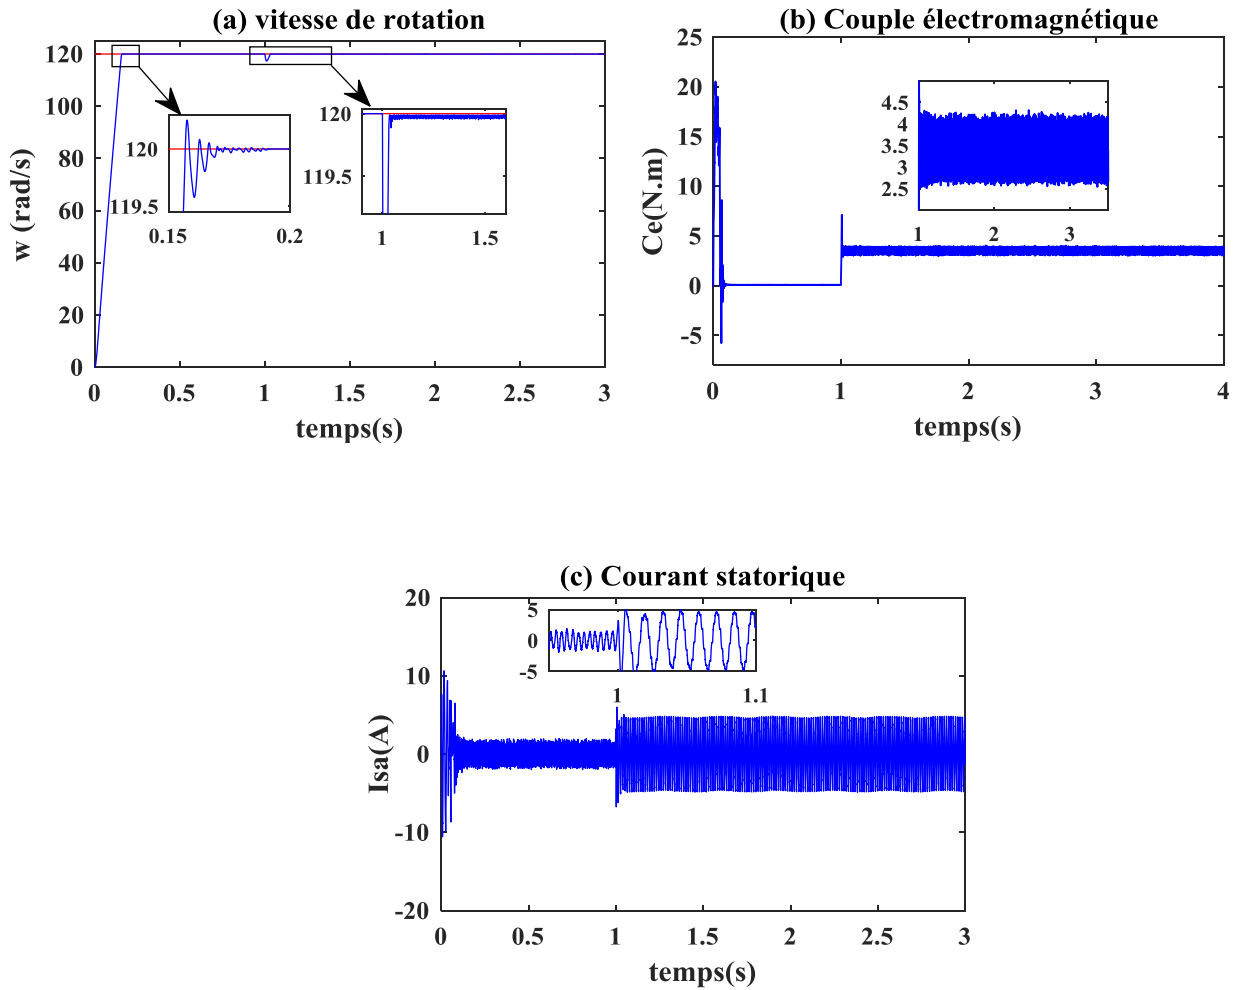 (a) vitesse de rotation
w (rad/s)
120
100
80
60
40
20
0
0 0.5 1 1.5 2 2.5 3
temps(s)
120
119.5
0.15 0.2
120
119.5
1 1.5
(b) Couple électromagnétique
Ce(N.m)
25
20
15
10
5
0
-5
0 1 2 3 4
temps(s)
4.5
4
3.5
3
2.5
1 2 3
(c) Courant statorique
Isa(A)
20
10
0
-10
-20
0 0.5 1 1.5 2 2.5 3
temps(s)
5
0
-5
1 1.1